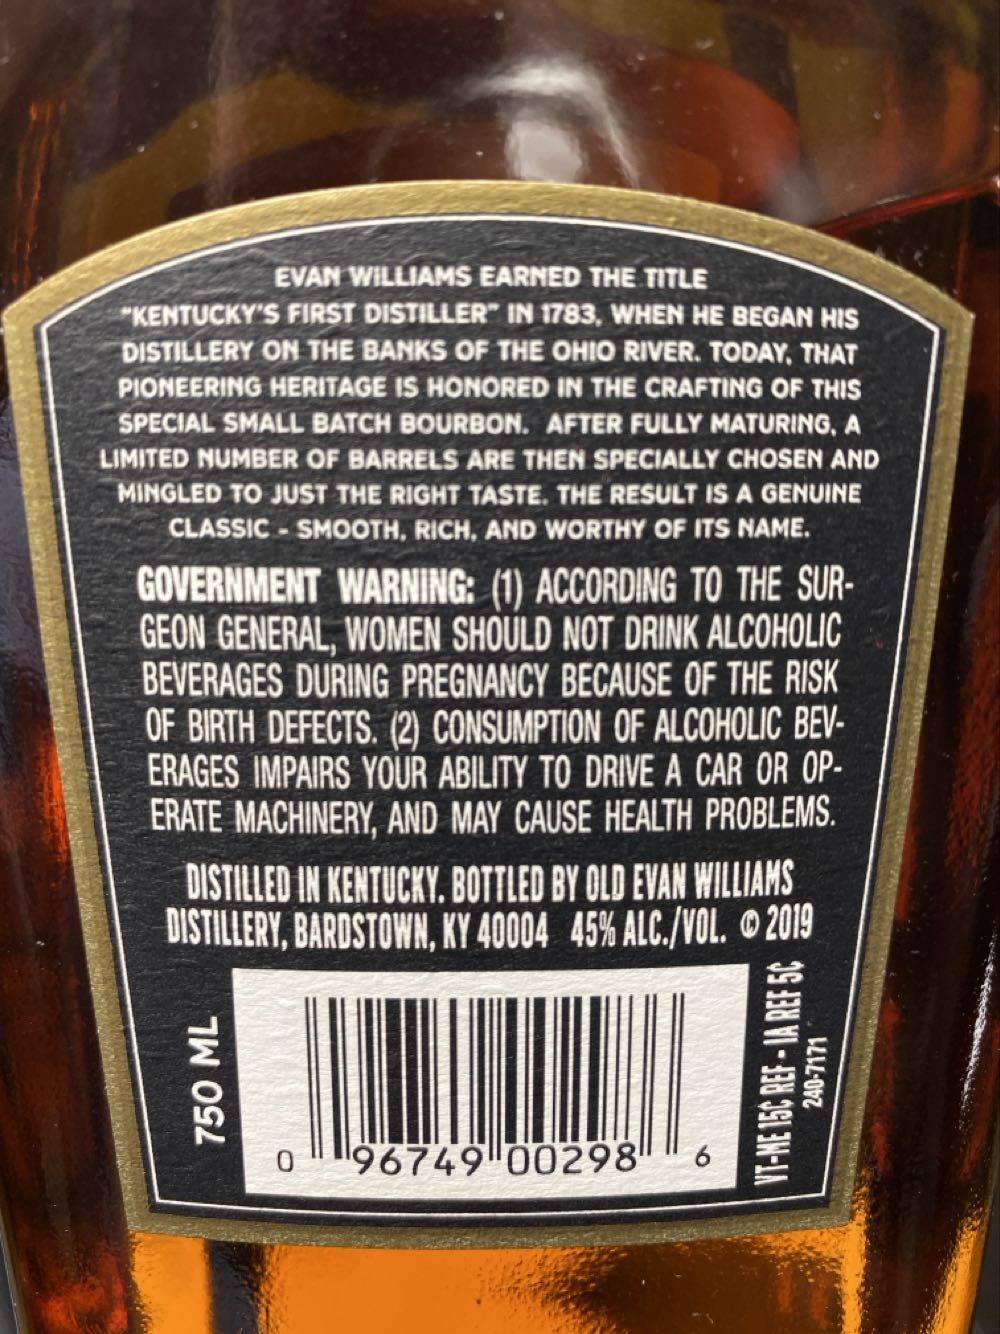 EVAN WILLIAMS EARNED THE TITLE
"KENTUCKY'S FIRST DISTILLER" IN 1783, WHEN HE BEGAN HIS
DISTILLERY ON THE BANKS OF THE OHIO RIVER. TODAY, THAT
PIONEERING HERITAGE IS HONORED IN THE CRAFTING OF THIS
SPECIAL SMALL BATCH BOURBON. AFTER FULLY MATURING, A
LIMITED NUMBER OF BARRELS ARE THEN SPECIALLY CHOSEN AND
MINGLED TO JUST THE RIGHT TASTE. THE RESULT IS A GENUINE
CLASSIC - SMOOTH, RICH, AND WORTHY OF ITS NAME.
GOVERNMENT WARNING: (1) ACCORDING TO THE SUR-
GEON GENERAL, WOMEN SHOULD NOT DRINK ALCOHOLIC
BEVERAGES DURING PREGNANCY BECAUSE OF THE RISK
OF BIRTH DEFECTS. (2) CONSUMPTION OF ALCOHOLIC BEV-
ERAGES IMPAIRS YOUR ABILITY TO DRIVE A CAR OR OP-
ERATE MACHINERY, AND MAY CAUSE HEALTH PROBLEMS.
DISTILLED IN KENTUCKY. BOTTLED BY OLD EVAN WILLIAMS
DISTILLERY, BARDSTOWN, KY 40004 45% ALC./VOL. © 2019
750 ML
0 96749 00298 6
VT-ME 15¢ REF - IA REF 5¢
240-7171